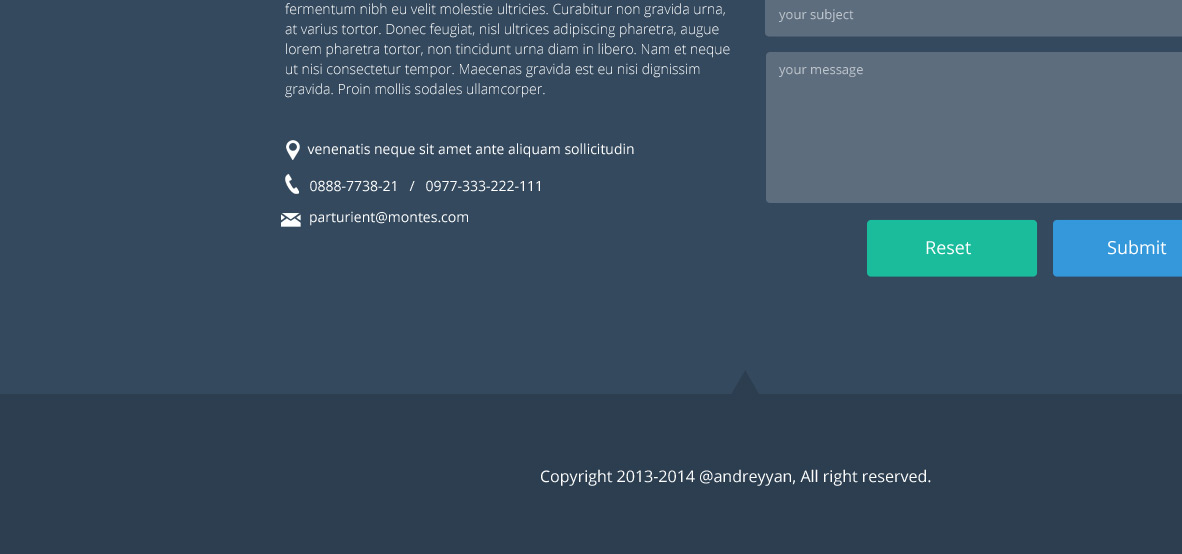 fermentum nibh eu velit molestie ultricies. Curabitur non gravida urna,
at varius tortor. Donec feugiat, nisl ultrices adipiscing pharetra, augue
lorem pharetra tortor, non tincidunt urna diam in libero. Nam et neque
ut nisi consectetur tempor. Maecenas gravida est eu nisi dignissim
gravida. Proin mollis sodales ullamcorper.
venenatis neque sit amet ante aliquam sollicitudin
0888-7738-21 / 0977-333-222-111
parturient@montes.com
your subject
your message
Reset
Submit
Copyright 2013-2014 @andreyyan, All right reserved.